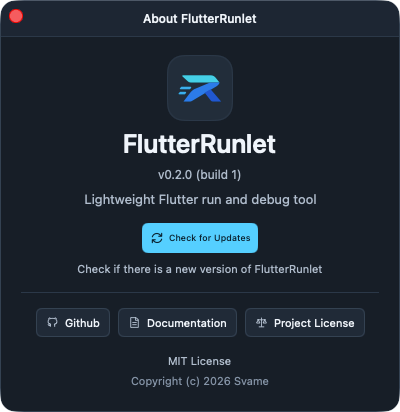 About FlutterRunlet
FlutterRunlet
v0.2.0 (build 1)
Lightweight Flutter run and debug tool
Check for Updates
Check if there is a new version of FlutterRunlet
Github Documentation Project License
MIT License
Copyright (c) 2026 Svame